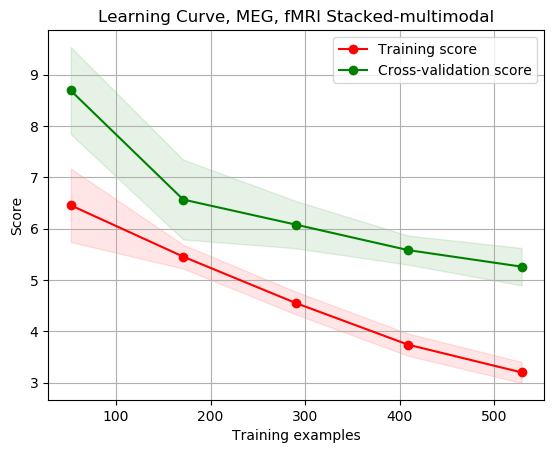 Learning Curve, MEG, fMRI Stacked-multimodal
Training score
Cross-validation score
Score
9
8
7
6
5
4
3
100 200 300 400 500
Training examples